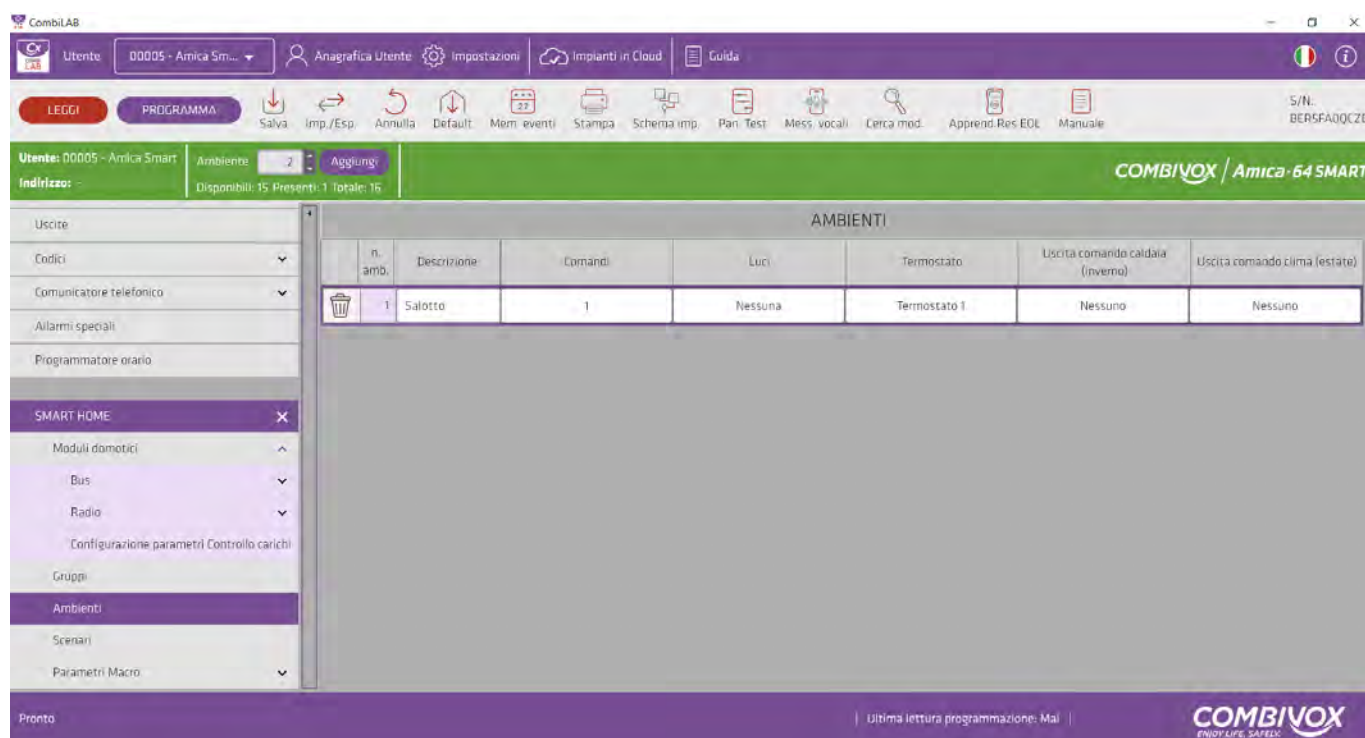 CombiLAB
Cx LAB Utente 00005 - Amica Sm... Anagrafica Utente Impostazioni Impianti in Cloud Guida
LEGGI PROGRAMMA Salva Imp./Esp. Annulla Default 27 Mem. eventi Stampa Schema imp. Pan. Test Mess. vocali Cerca mod. Apprend.Res.EOL Manuale
S/N.:
BERSFA0QCZ0
Utente: 00005 - Amica Smart Ambiente 2 Aggiungi
Indirizzo: - Disponibili: 15 Presenti: 1 Totale: 16
COMBIVOX / Amica-64 SMART
Uscite
Codici
Comunicatore telefonico
Allarmi speciali
Programmatore orario
SMART HOME
Moduli domotici
Bus
Radio
Configurazione parametri Controllo carichi
Gruppi
Ambienti
Scenari
Parametri Macro
AMBIENTI
n. amb. Descrizione Comandi Luci Termostato Uscita comando caldaia (inverno) Uscita comando clima (estate)
1 Salotto 1 Nessuna Termostato 1 Nessuno Nessuno
Pronto
Ultima lettura programmazione: Mai
COMBIVOX
ENJOY LIFE. SAFELY.